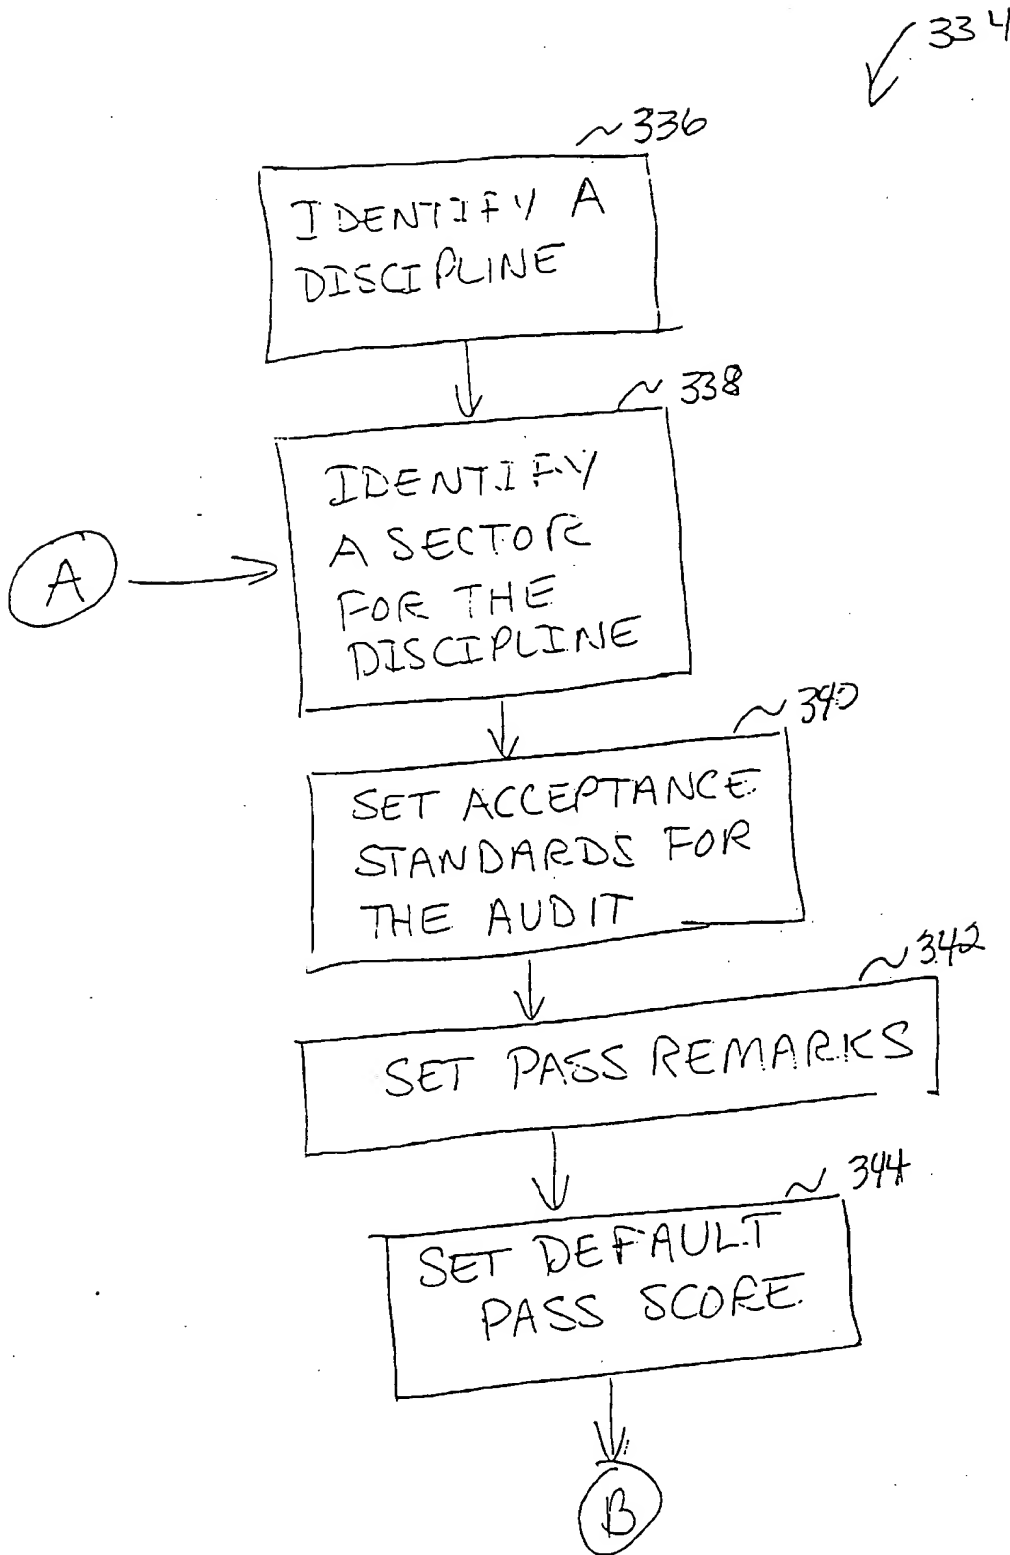 334
~336
IDENTIFY A
DISCIPLINE
~338
IDENTIFY
A SECTOR
FOR THE
DISCIPLINE
A
~340
SET ACCEPTANCE
STANDARDS FOR
THE AUDIT
~342
SET PASS REMARKS
~344
SET DEFAULT
PASS SCORE
B